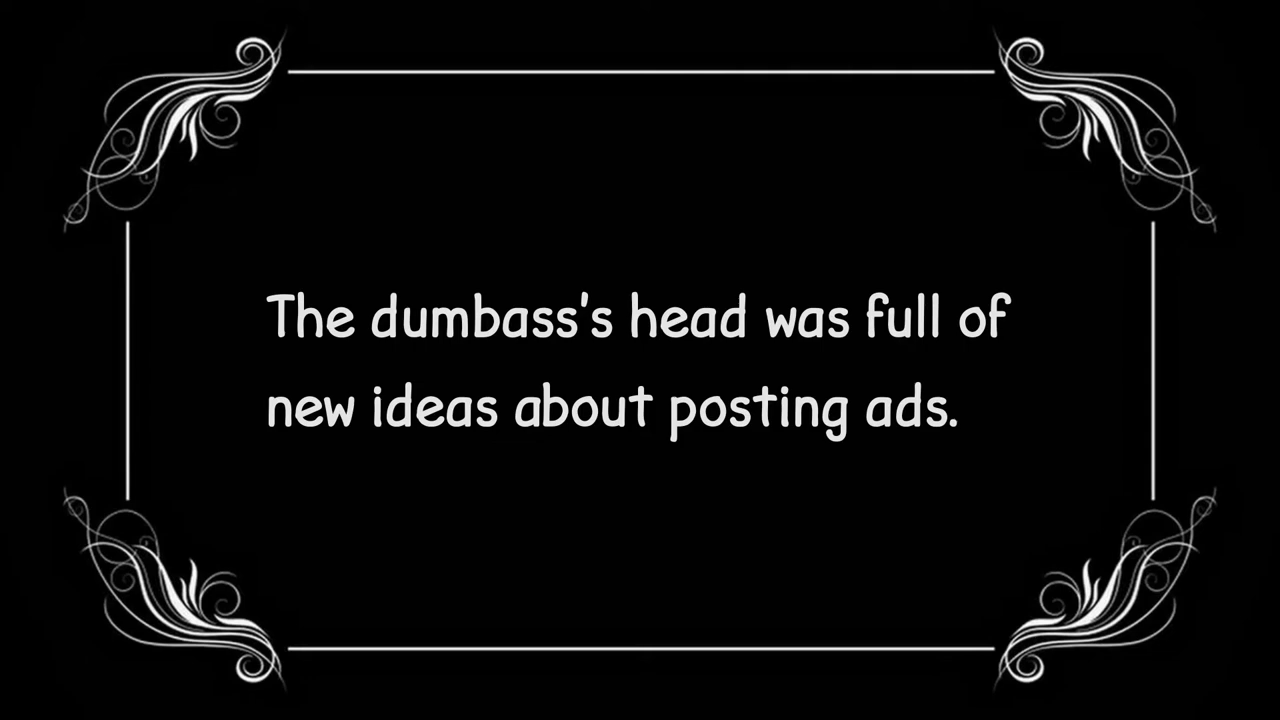 The dumbass's head was full of
new ideas about posting ads.